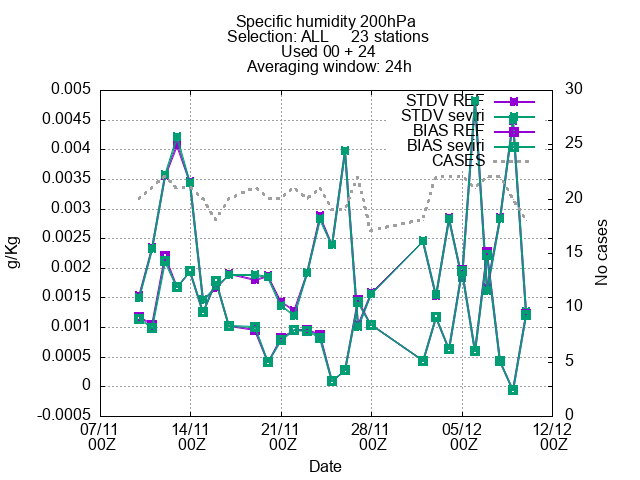 Specific humidity 200hPa
Selection: ALL 23 stations
Used 00 + 24
Averaging window: 24h
0.005
0.0045
0.004
0.0035
0.003
0.0025
0.002
0.0015
0.001
0.0005
0
-0.0005
g/Kg
30
25
20
15
10
5
0
No cases
STDV REF
STDV seviri
BIAS REF
BIAS seviri
CASES
07/11 14/11 21/11 28/11 05/12 12/12
00Z 00Z 00Z 00Z 00Z 00Z
Date